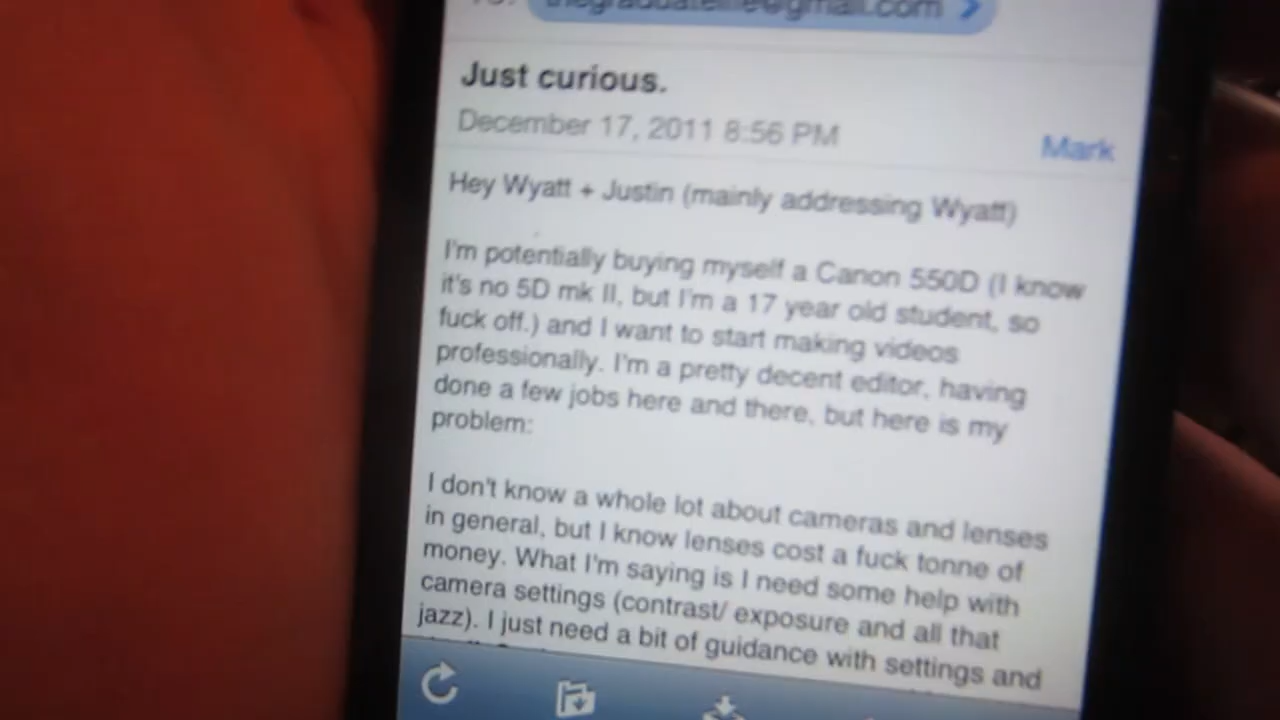 Just curious.
December 17, 2011 8:56 PM
Mark
Hey Wyatt + Justin (mainly addressing Wyatt)
I'm potentially buying myself a Canon 550D (I know
it's no 5D mk II, but I'm a 17 year old student, so
fuck off.) and I want to start making videos
professionally. I'm a pretty decent editor, having
done a few jobs here and there, but here is my
problem:
I don't know a whole lot about cameras and lenses
in general, but I know lenses cost a fuck tonne of
money. What I'm saying is I need some help with
camera settings (contrast/ exposure and all that
jazz). I just need a bit of guidance with settings and